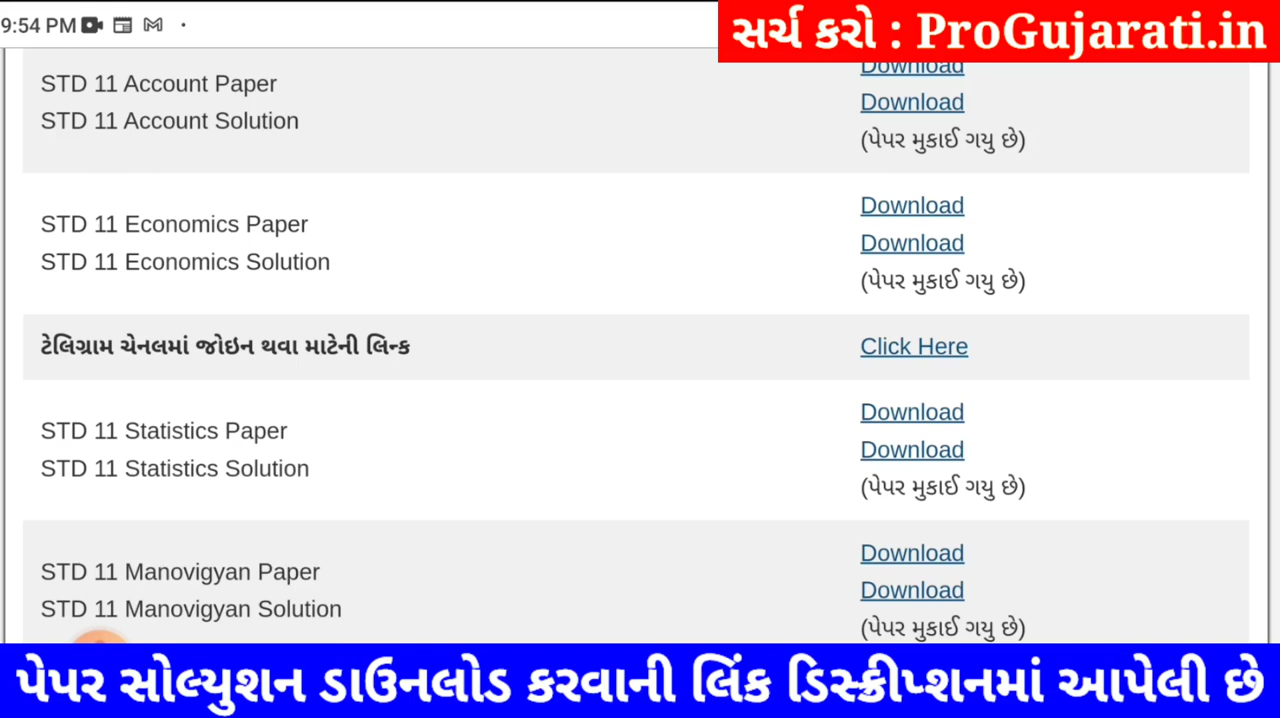 9:54 PM
સર્ચ કરો : ProGujarati.in
Download
STD 11 Account Paper
Download
STD 11 Account Solution
(પેપર મુકાઈ ગયુ છે)
Download
STD 11 Economics Paper
Download
STD 11 Economics Solution
(પેપર મુકાઈ ગયુ છે)
ટેલિગ્રામ ચેનલમાં જોઇન થવા માટેની લિન્ક
Click Here
Download
STD 11 Statistics Paper
Download
STD 11 Statistics Solution
(પેપર મુકાઈ ગયુ છે)
Download
STD 11 Manovigyan Paper
Download
STD 11 Manovigyan Solution
(પેપર મુકાઈ ગયુ છે)
પેપર સોલ્યુશન ડાઉનલોડ કરવાની લિંક ડિસ્ક્રીપ્શનમાં આપેલી છે